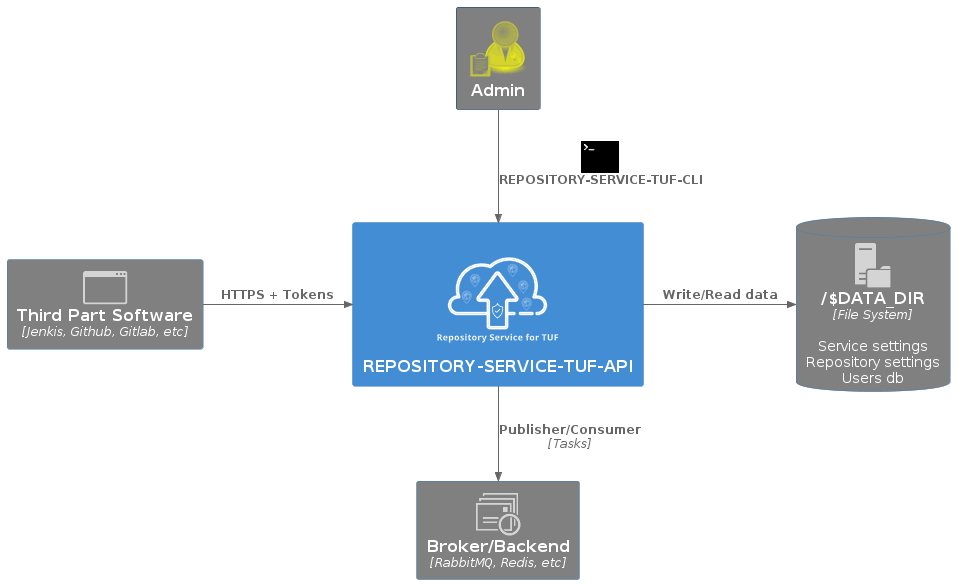 Admin
>_
REPOSITORY-SERVICE-TUF-CLI
Third Part Software
[Jenkis, Github, Gitlab, etc]
HTTPS + Tokens
Repository Service for TUF
REPOSITORY-SERVICE-TUF-API
Write/Read data
/$DATA_DIR
[File System]
Service settings
Repository settings
Users db
Publisher/Consumer
[Tasks]
Broker/Backend
[RabbitMQ, Redis, etc]